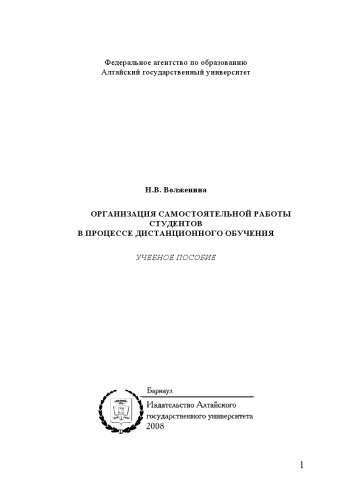 Федеральное агентство по образованию
Алтайский государственный университет
Н.В. Волженина
ОРГАНИЗАЦИЯ САМОСТОЯТЕЛЬНОЙ РАБОТЫ
СТУДЕНТОВ
В ПРОЦЕССЕ ДИСТАНЦИОННОГО ОБУЧЕНИЯ
УЧЕБНОЕ ПОСОБИЕ
Барнаул
Издательство Алтайского
государственного университета
2008
1